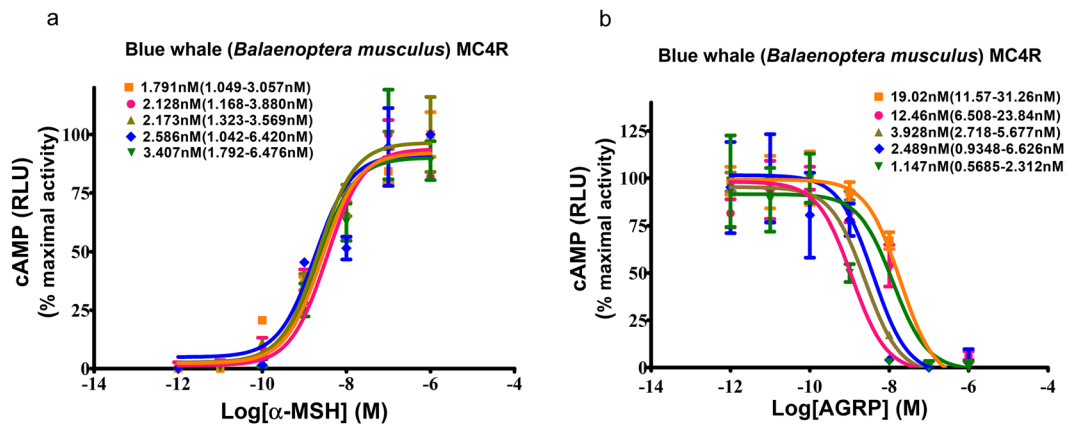 a
Blue whale (Balaenoptera musculus) MC4R
1.791nM(1.049-3.057nM)
2.128nM(1.168-3.880nM)
2.173nM(1.323-3.569nM)
2.586nM(1.042-6.420nM)
3.407nM(1.792-6.476nM)
cAMP (RLU)
(% maximal activity)
100
50
0
-14
-12
-10
-8
-6
-4
Log[α-MSH] (M)
b
Blue whale (Balaenoptera musculus) MC4R
19.02nM(11.57-31.26nM)
12.46nM(6.508-23.84nM)
3.928nM(2.718-5.677nM)
2.489nM(0.9348-6.626nM)
1.147nM(0.5685-2.312nM)
cAMP (RLU)
(% maximal activity)
125
100
75
50
25
0
-14
-12
-10
-8
-6
-4
Log[AGRP] (M)